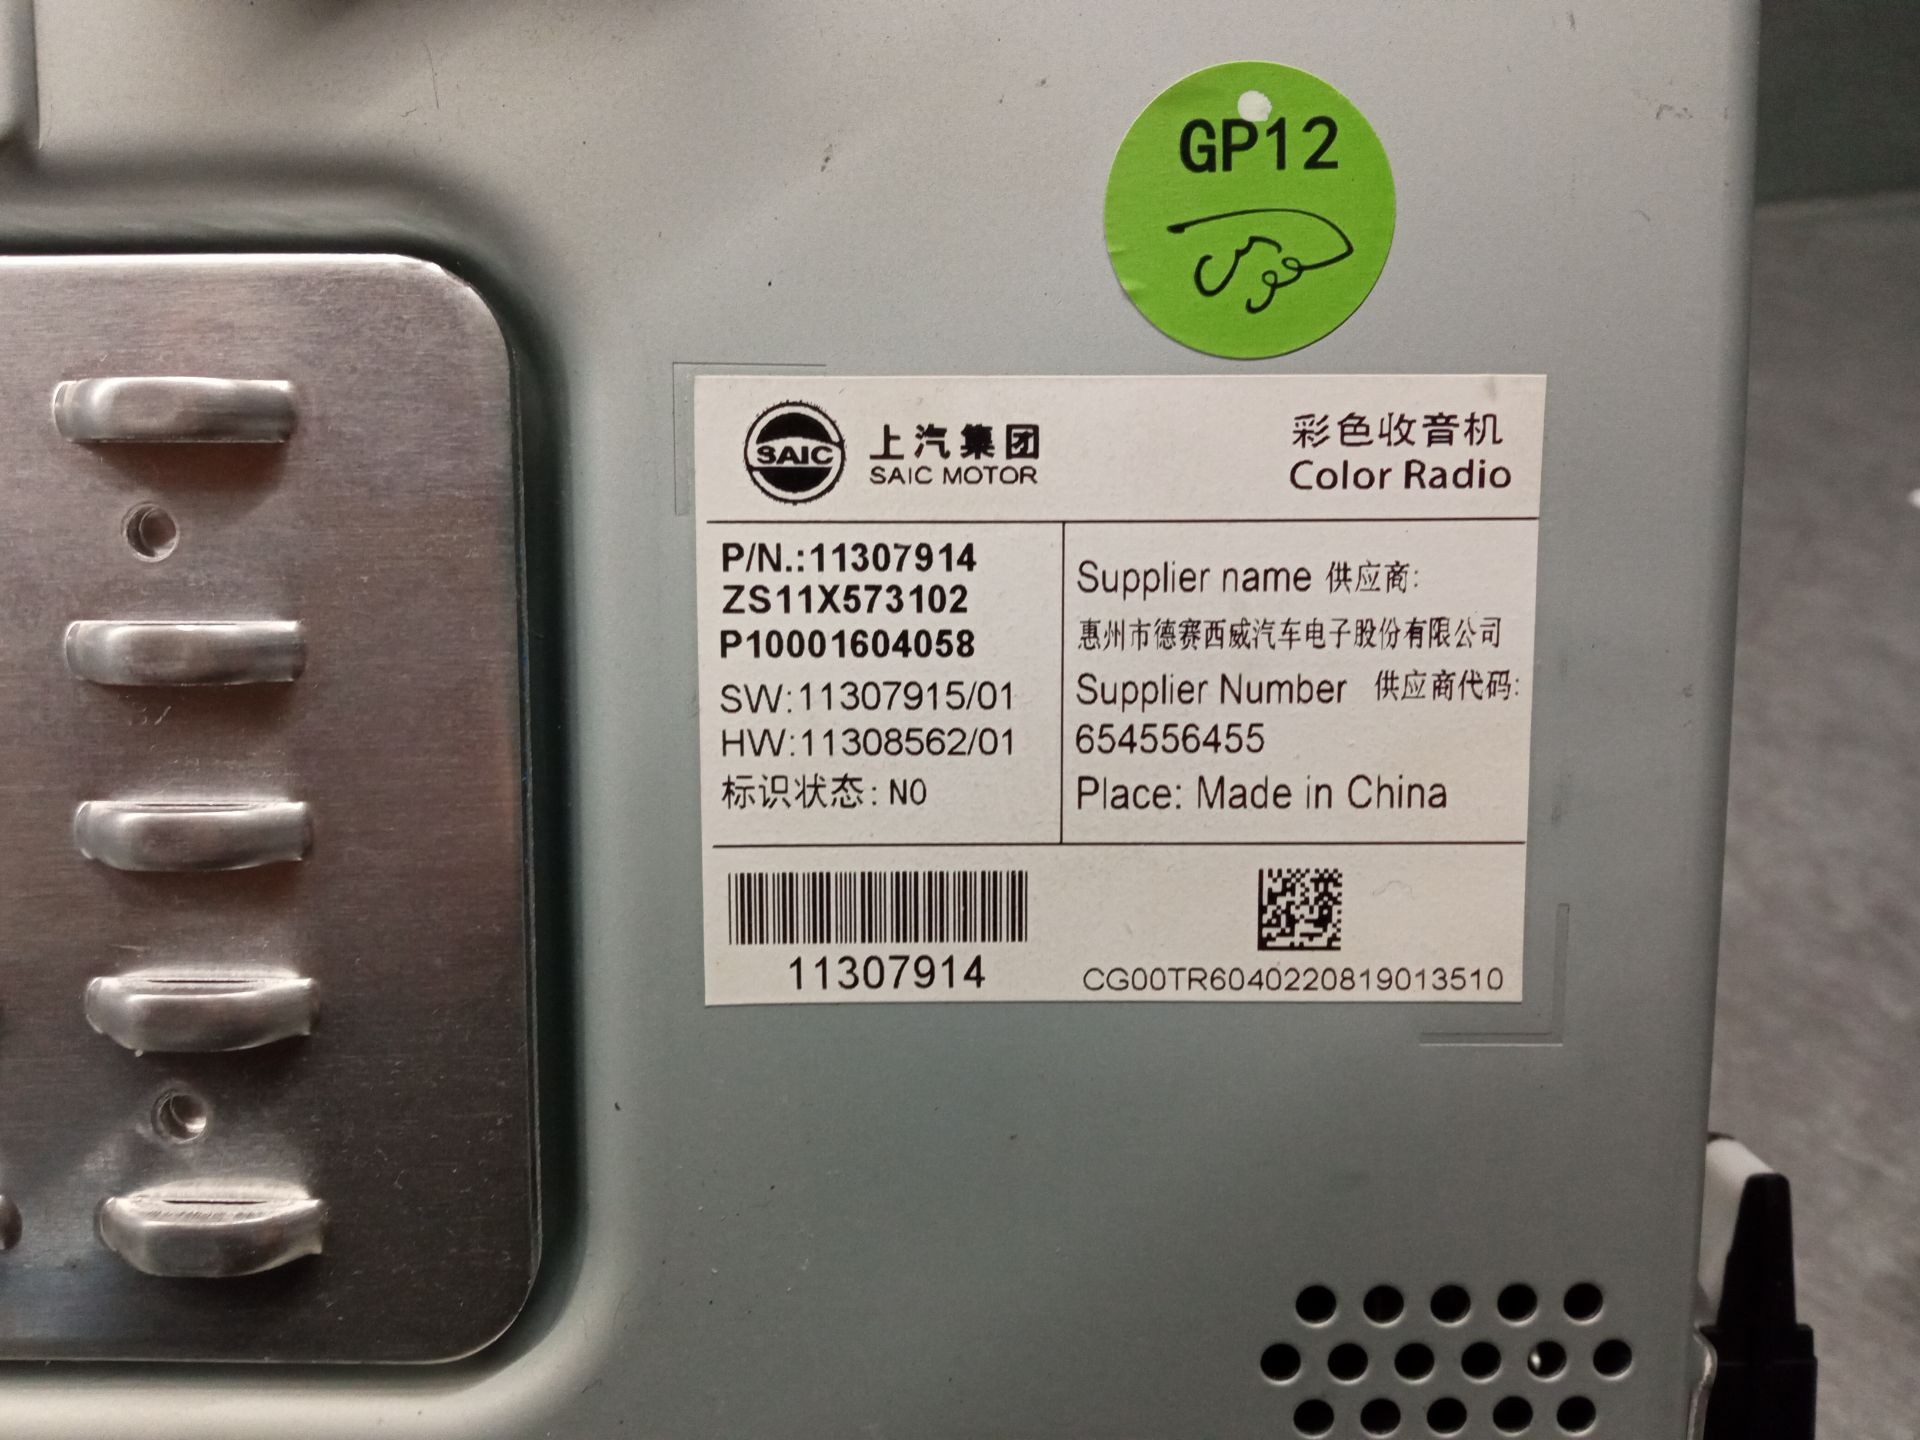 GP12
SAIC
上汽集团
SAIC MOTOR
彩色收音机
Color Radio
P/N.:11307914
ZS11X573102
P10001604058
SW:11307915/01
HW:11308562/01
标识状态: N0
Supplier name 供应商:
惠州市德赛西威汽车电子股份有限公司
Supplier Number 供应商代码:
654556455
Place: Made in China
11307914
CG00TR6040220819013510